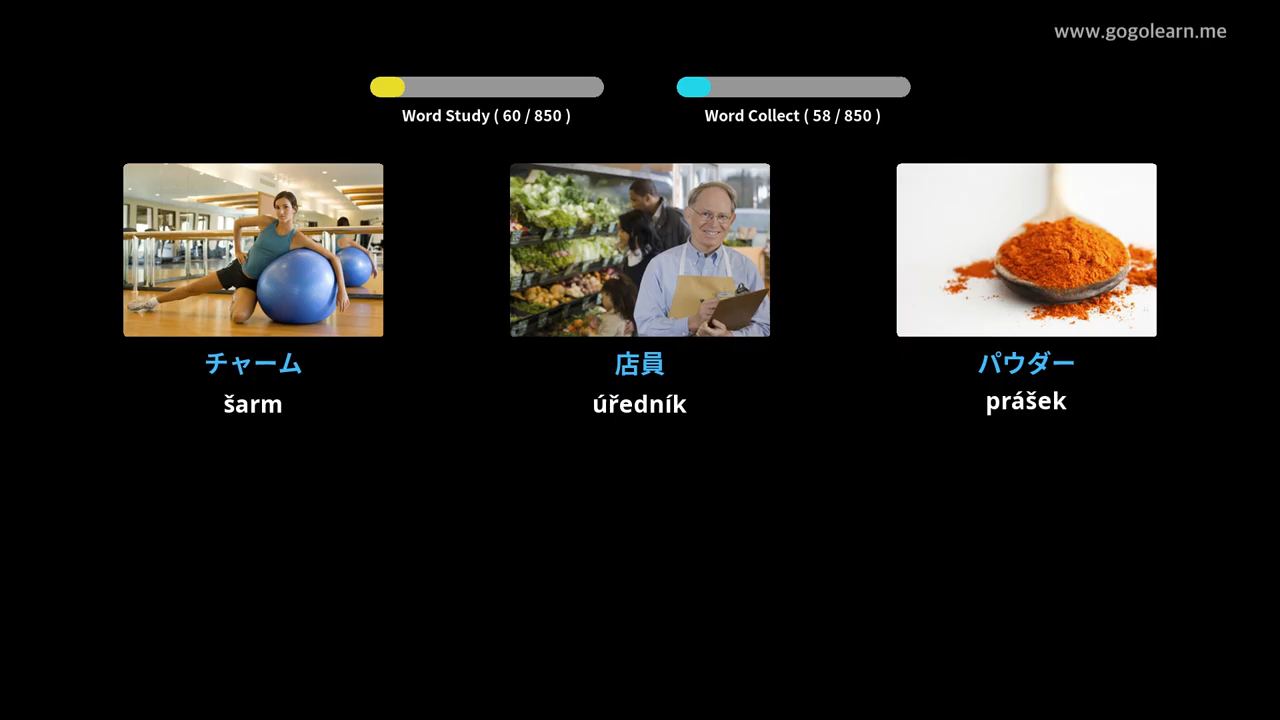 www.gogolearn.me
Word Study ( 60 / 850 )
Word Collect ( 58 / 850 )
チャーム
šarm
店員
úředník
パウダー
prášek